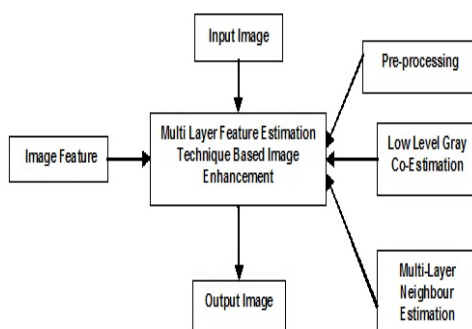 Input Image
Pre-processing
Multi Layer Feature Estimation
Technique Based Image
Enhancement
Image Feature
Low Level Gray
Co-Estimation
Multi-Layer
Neighbour
Estimation
Output Image